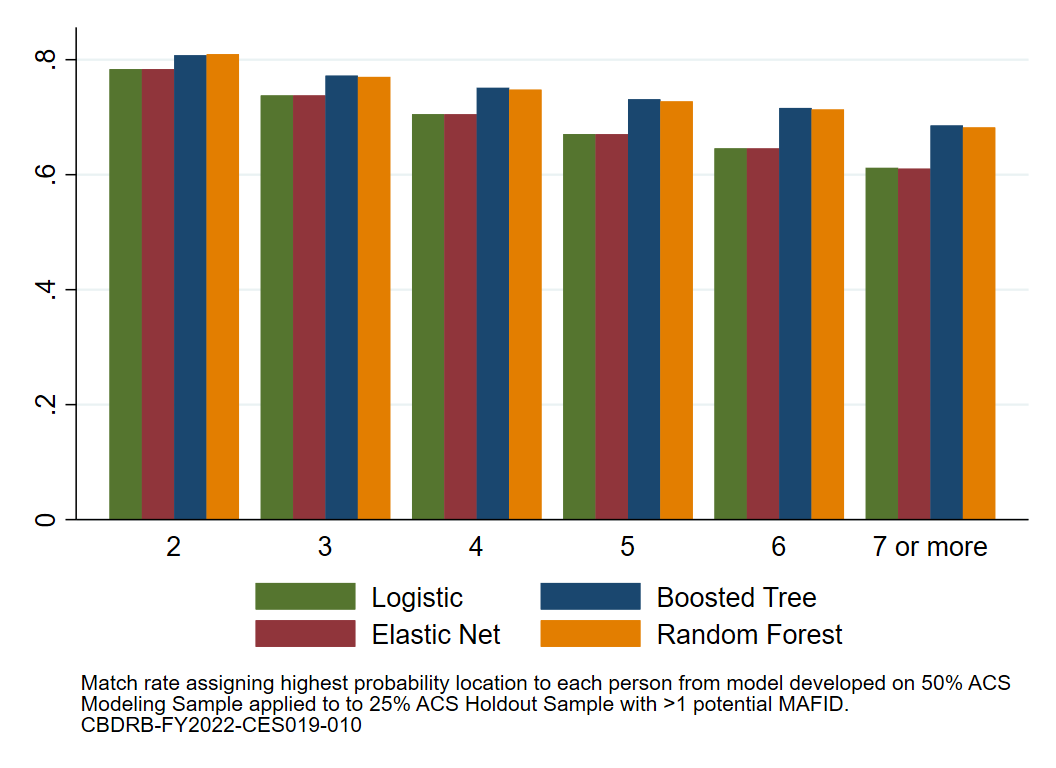 .8
.6
.4
.2
0
2 3 4 5 6 7 or more
Logistic Boosted Tree
Elastic Net Random Forest
Match rate assigning highest probability location to each person from model developed on 50% ACS
Modeling Sample applied to to 25% ACS Holdout Sample with >1 potential MAFID.
CBDRB-FY2022-CES019-010